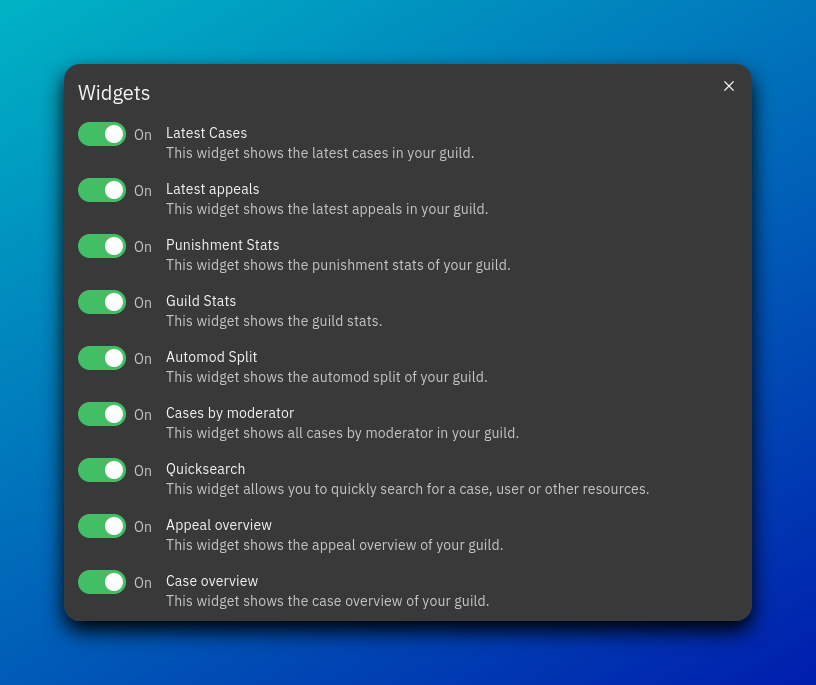 Widgets
On Latest Cases
This widget shows the latest cases in your guild.
On Latest appeals
This widget shows the latest appeals in your guild.
On Punishment Stats
This widget shows the punishment stats of your guild.
On Guild Stats
This widget shows the guild stats.
On Automod Split
This widget shows the automod split of your guild.
On Cases by moderator
This widget shows all cases by moderator in your guild.
On Quicksearch
This widget allows you to quickly search for a case, user or other resources.
On Appeal overview
This widget shows the appeal overview of your guild.
On Case overview
This widget shows the case overview of your guild.